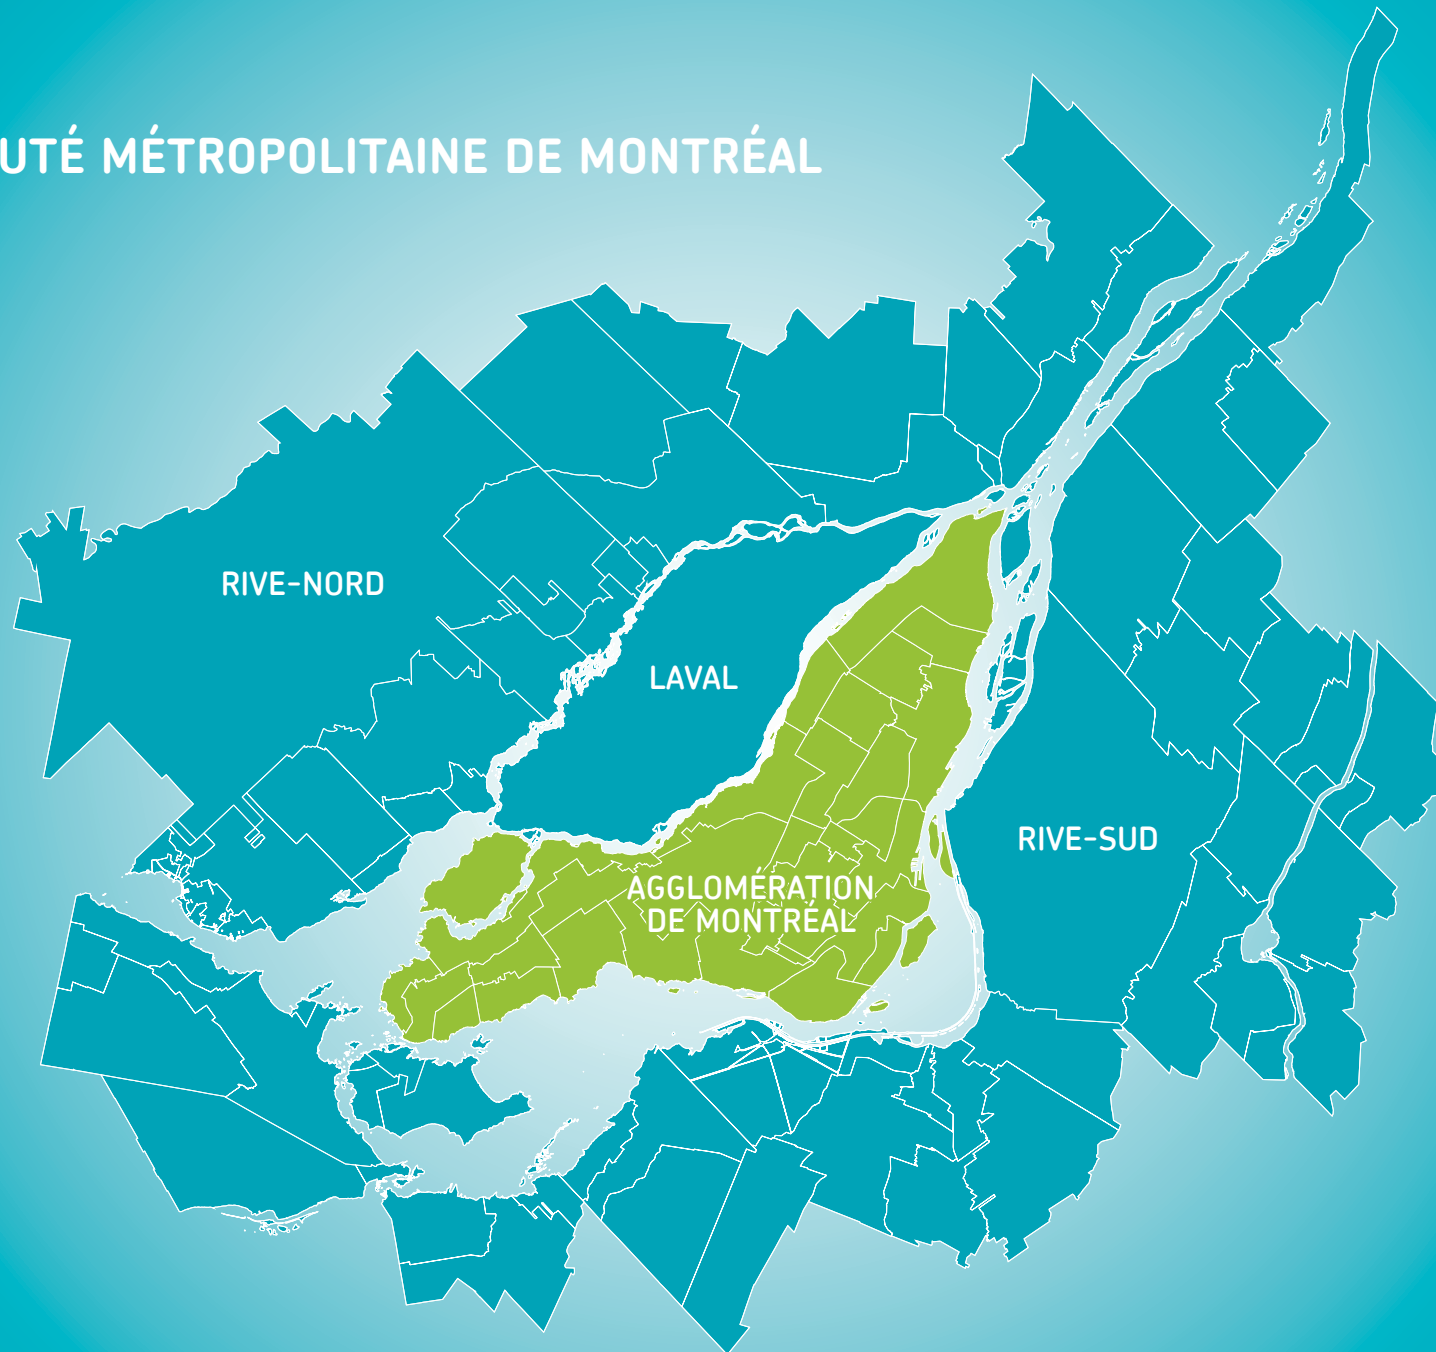 UTÉ MÉTROPOLITAINE DE MONTRÉAL
RIVE-NORD
LAVAL
RIVE-SUD
AGGLOMÉRATION
DE MONTRÉAL